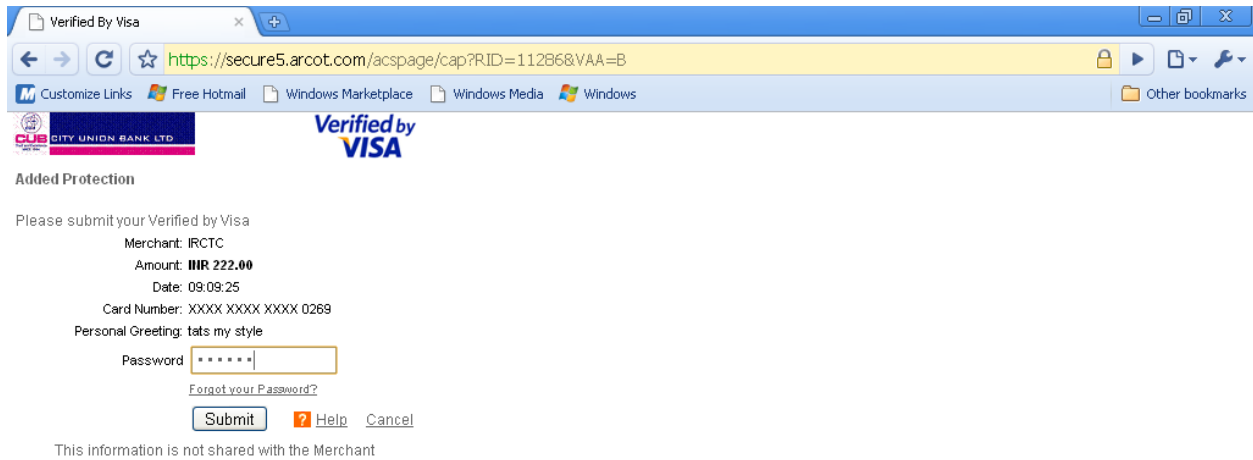 Verified By Visa
https://secure5.arcot.com/acspage/cap?RID=11286&VAA=B
Customize Links Free Hotmail Windows Marketplace Windows Media Windows Other bookmarks
CUB CITY UNION BANK LTD
Verified by
VISA
Added Protection
Please submit your Verified by Visa
Merchant: IRCTC
Amount: INR 222.00
Date: 09:09:25
Card Number: XXXX XXXX XXXX 0269
Personal Greeting: tats my style
Password
Forgot your Password?
Submit ? Help Cancel
This information is not shared with the Merchant